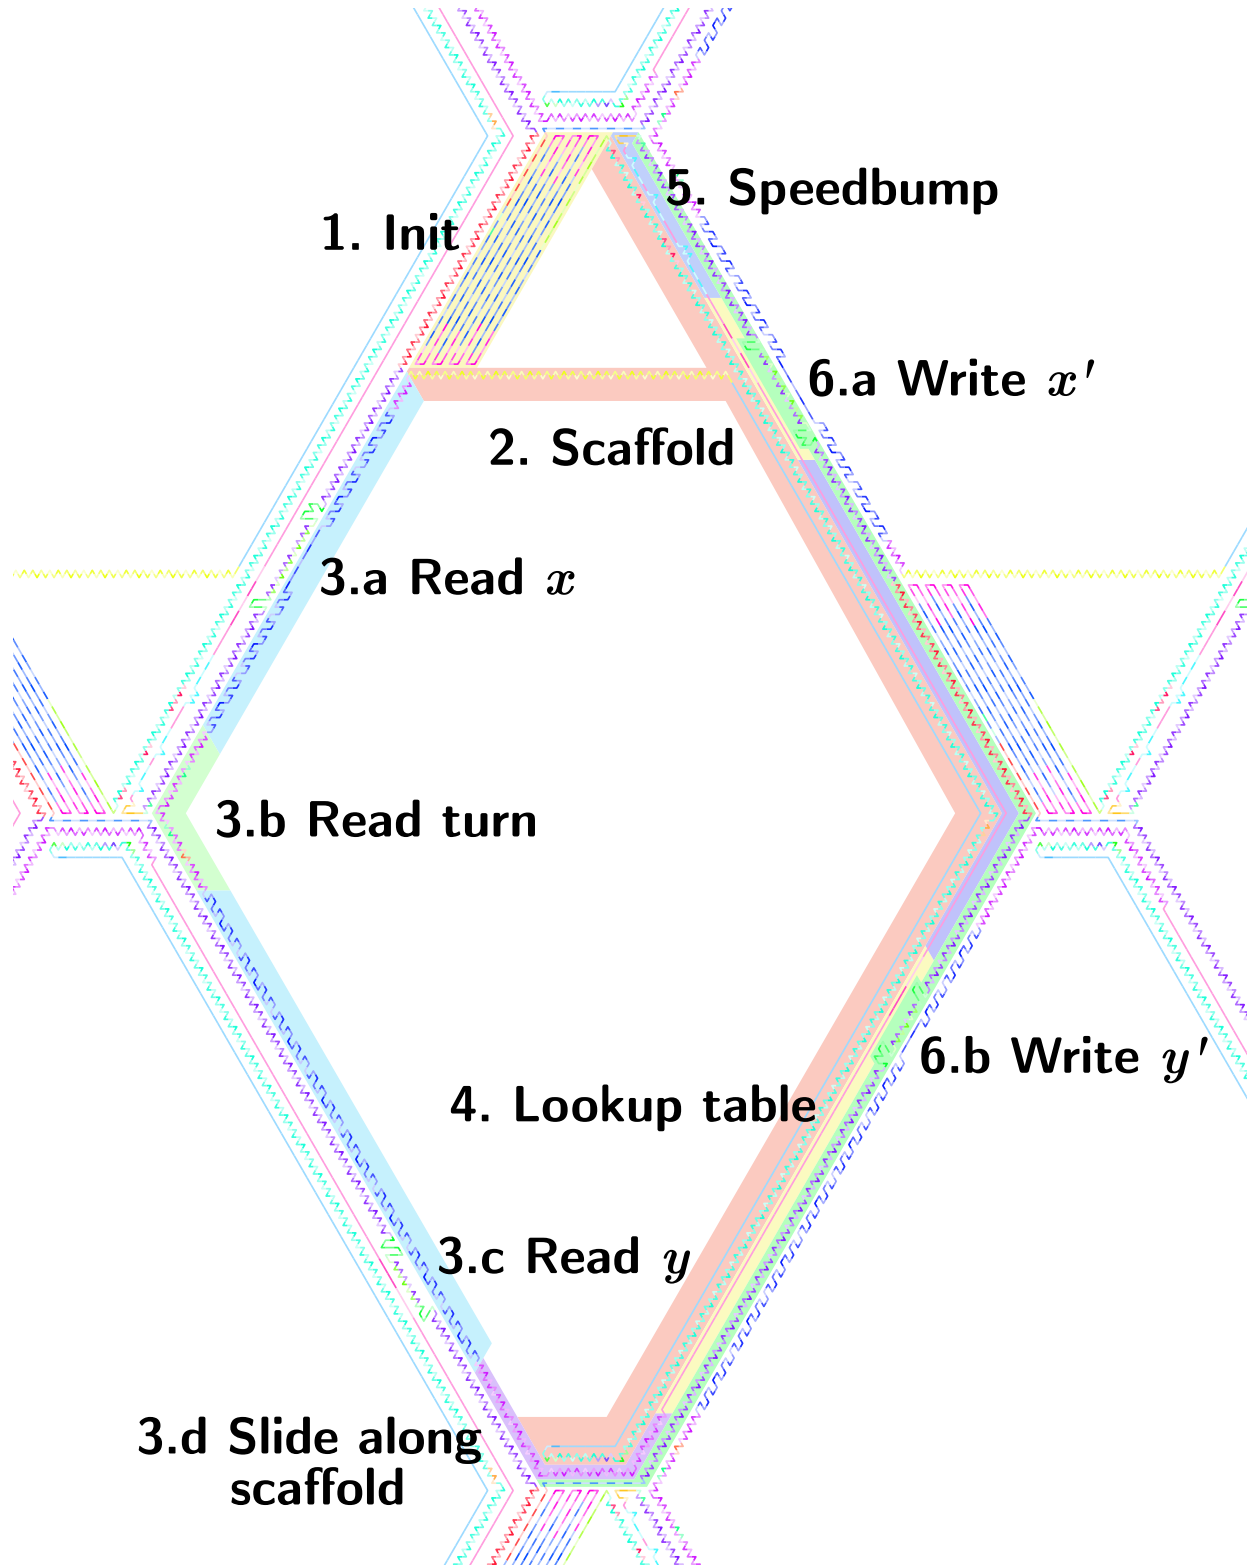 5. Speedbump
1. Init
6.a Write x′
2. Scaffold
3.a Read x
3.b Read turn
6.b Write y′
4. Lookup table
3.c Read y
3.d Slide along
scaffold